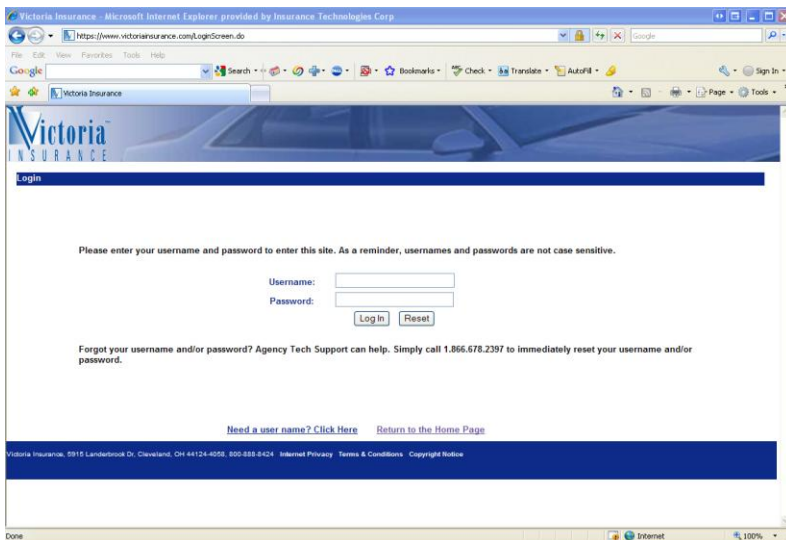 Victoria Insurance - Microsoft Internet Explorer provided by Insurance Technologies Corp
https://www.victoriainsurance.com/LoginScreen.do
Google
File Edit View Favorites Tools Help
Google Search Bookmarks Check Translate AutoFill Sign In
Victoria Insurance Page Tools
Victoria
INSURANCE
Login
Please enter your username and password to enter this site. As a reminder, usernames and passwords are not case sensitive.
Username:
Password:
Log In Reset
Forgot your username and/or password? Agency Tech Support can help. Simply call 1.866.678.2397 to immediately reset your username and/or
password.
Need a user name? Click Here Return to the Home Page
Victoria Insurance, 5915 Landerbrook Dr, Cleveland, OH 44124-4058, 800-888-8424 Internet Privacy Terms & Conditions Copyright Notice
Done Internet 100%